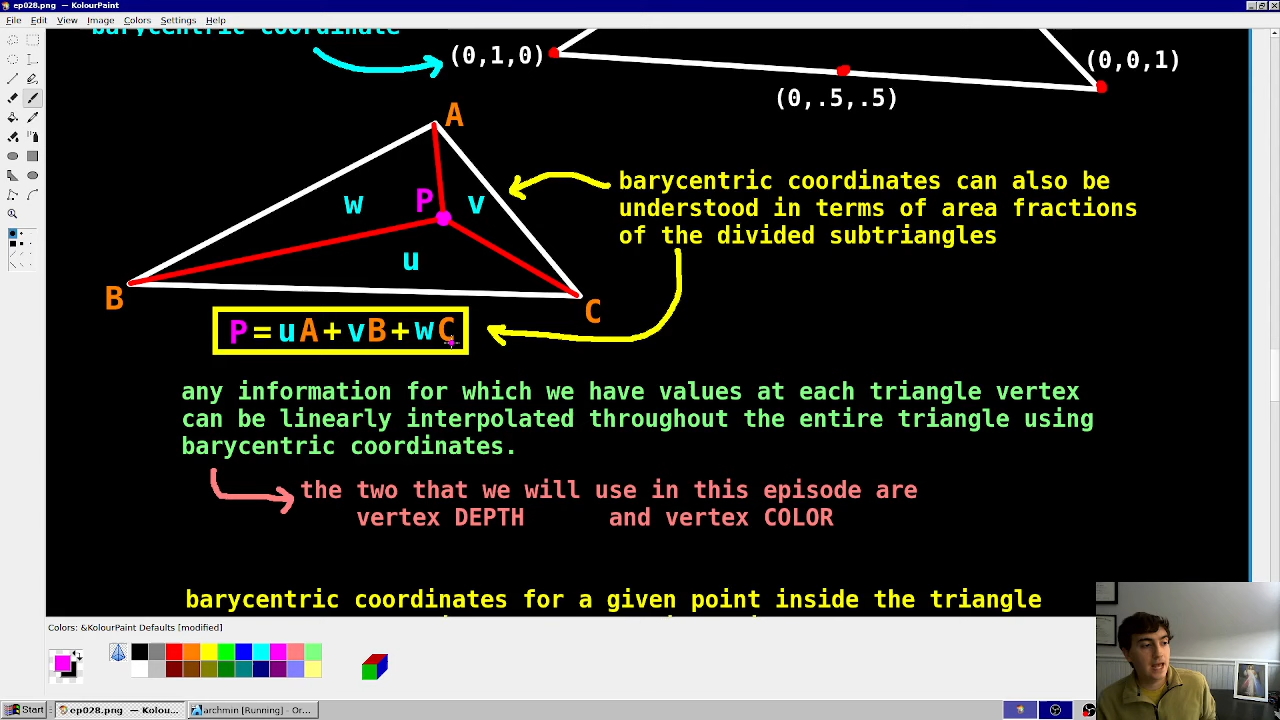 ep028.png — KolourPaint
File Edit View Image Colors Settings Help
barycentric coordinate
(0,1,0)
(0,0,1)
(0,.5,.5)
A
barycentric coordinates can also be
understood in terms of area fractions
of the divided subtriangles
w
P
v
u
B
C
P=uA+vB+wC
any information for which we have values at each triangle vertex
can be linearly interpolated throughout the entire triangle using
barycentric coordinates.
the two that we will use in this episode are
vertex DEPTH and vertex COLOR
barycentric coordinates for a given point inside the triangle
Colors: &KolourPaint Defaults [modified]
Start
ep028.png — Kolou...
archmin [Running] - Or...